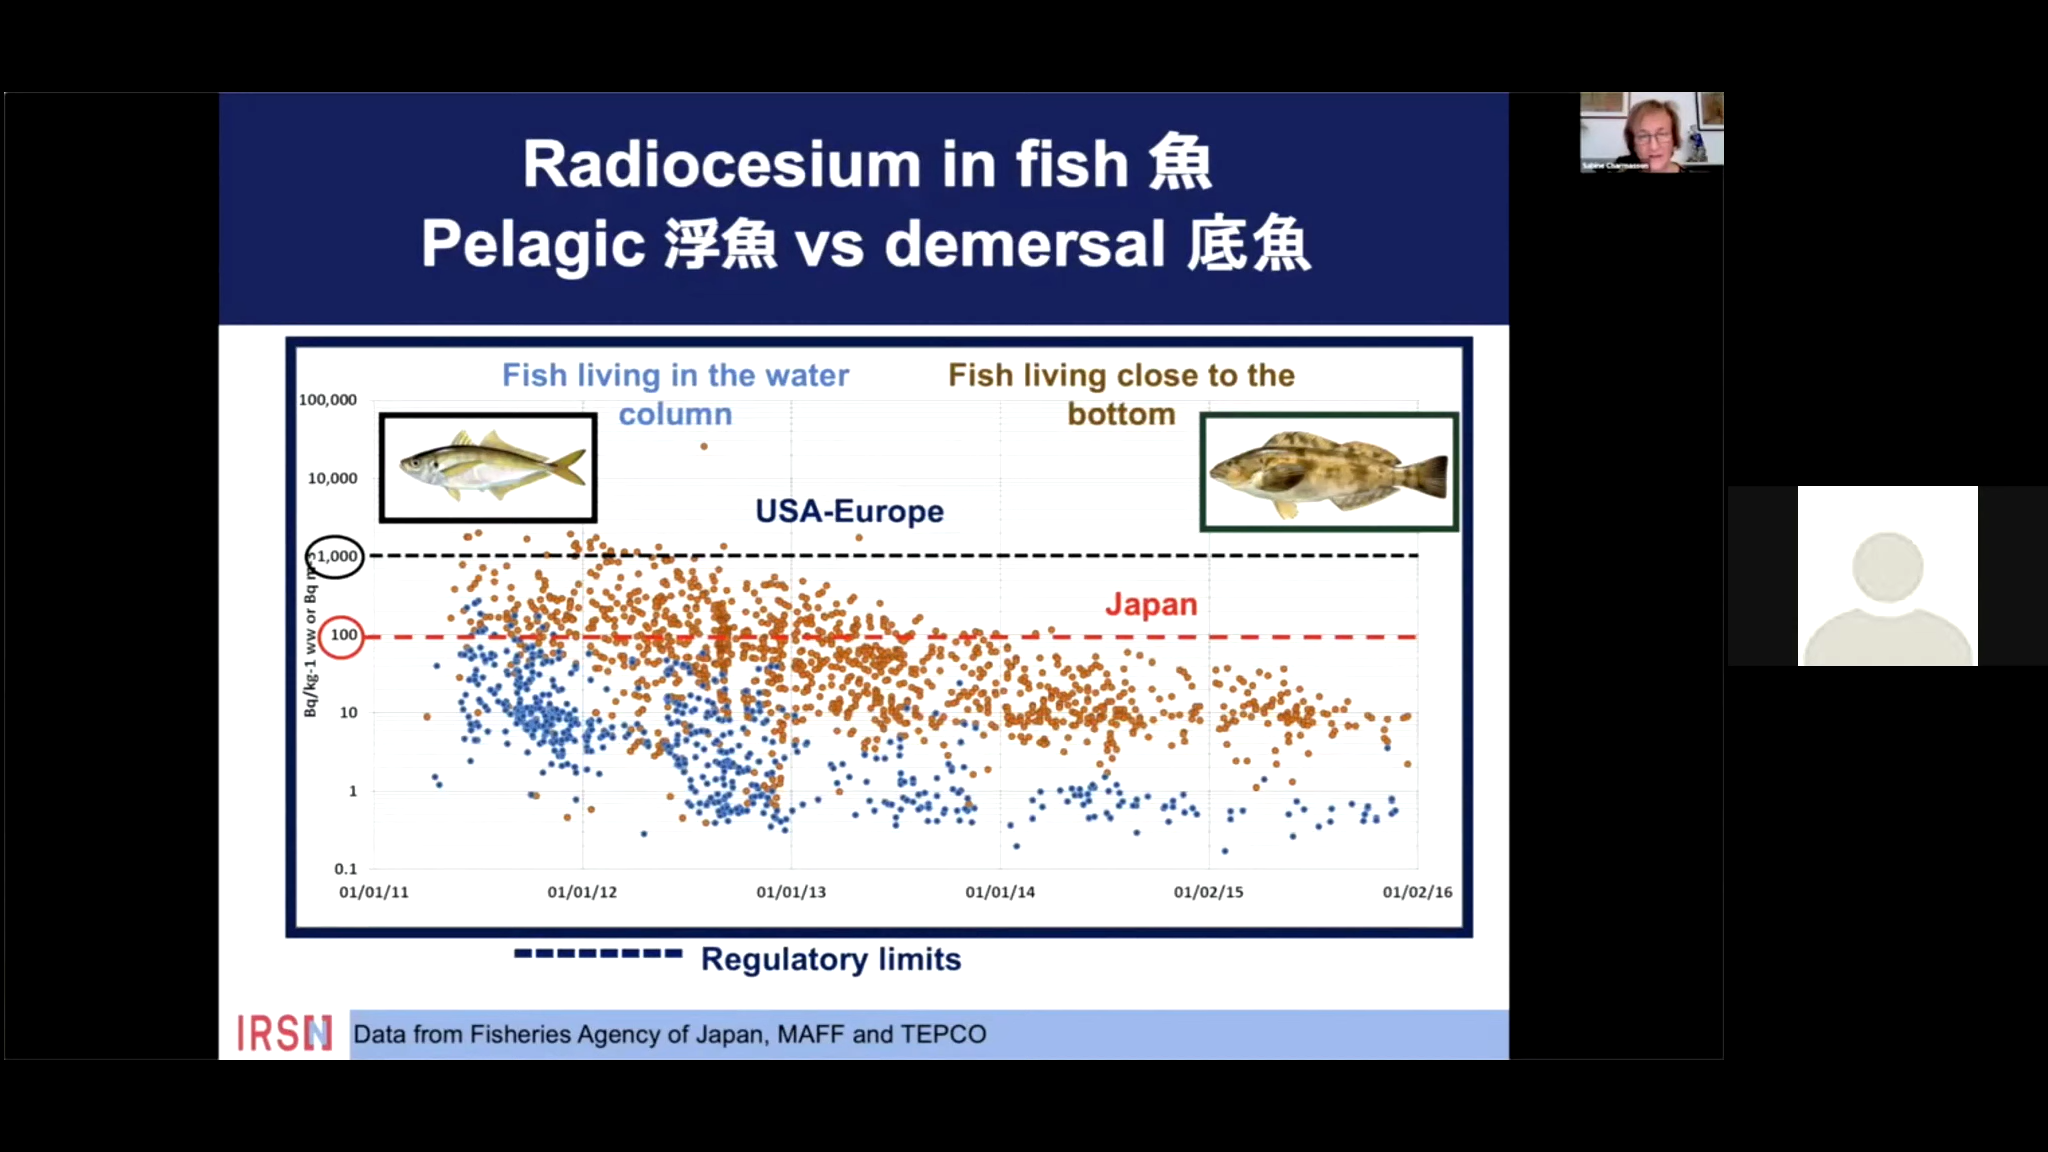 Radiocesium in fish 魚
Pelagic 浮魚 vs demersal 底魚
Sabine Charmasson
Fish living in the water
column
Fish living close to the
bottom
100,000
10,000
1,000
100
10
1
0.1
Bq/kg-1 ww or Bq m-3
USA-Europe
Japan
01/01/11
01/01/12
01/01/13
01/01/14
01/02/15
01/02/16
Regulatory limits
IRSN
Data from Fisheries Agency of Japan, MAFF and TEPCO